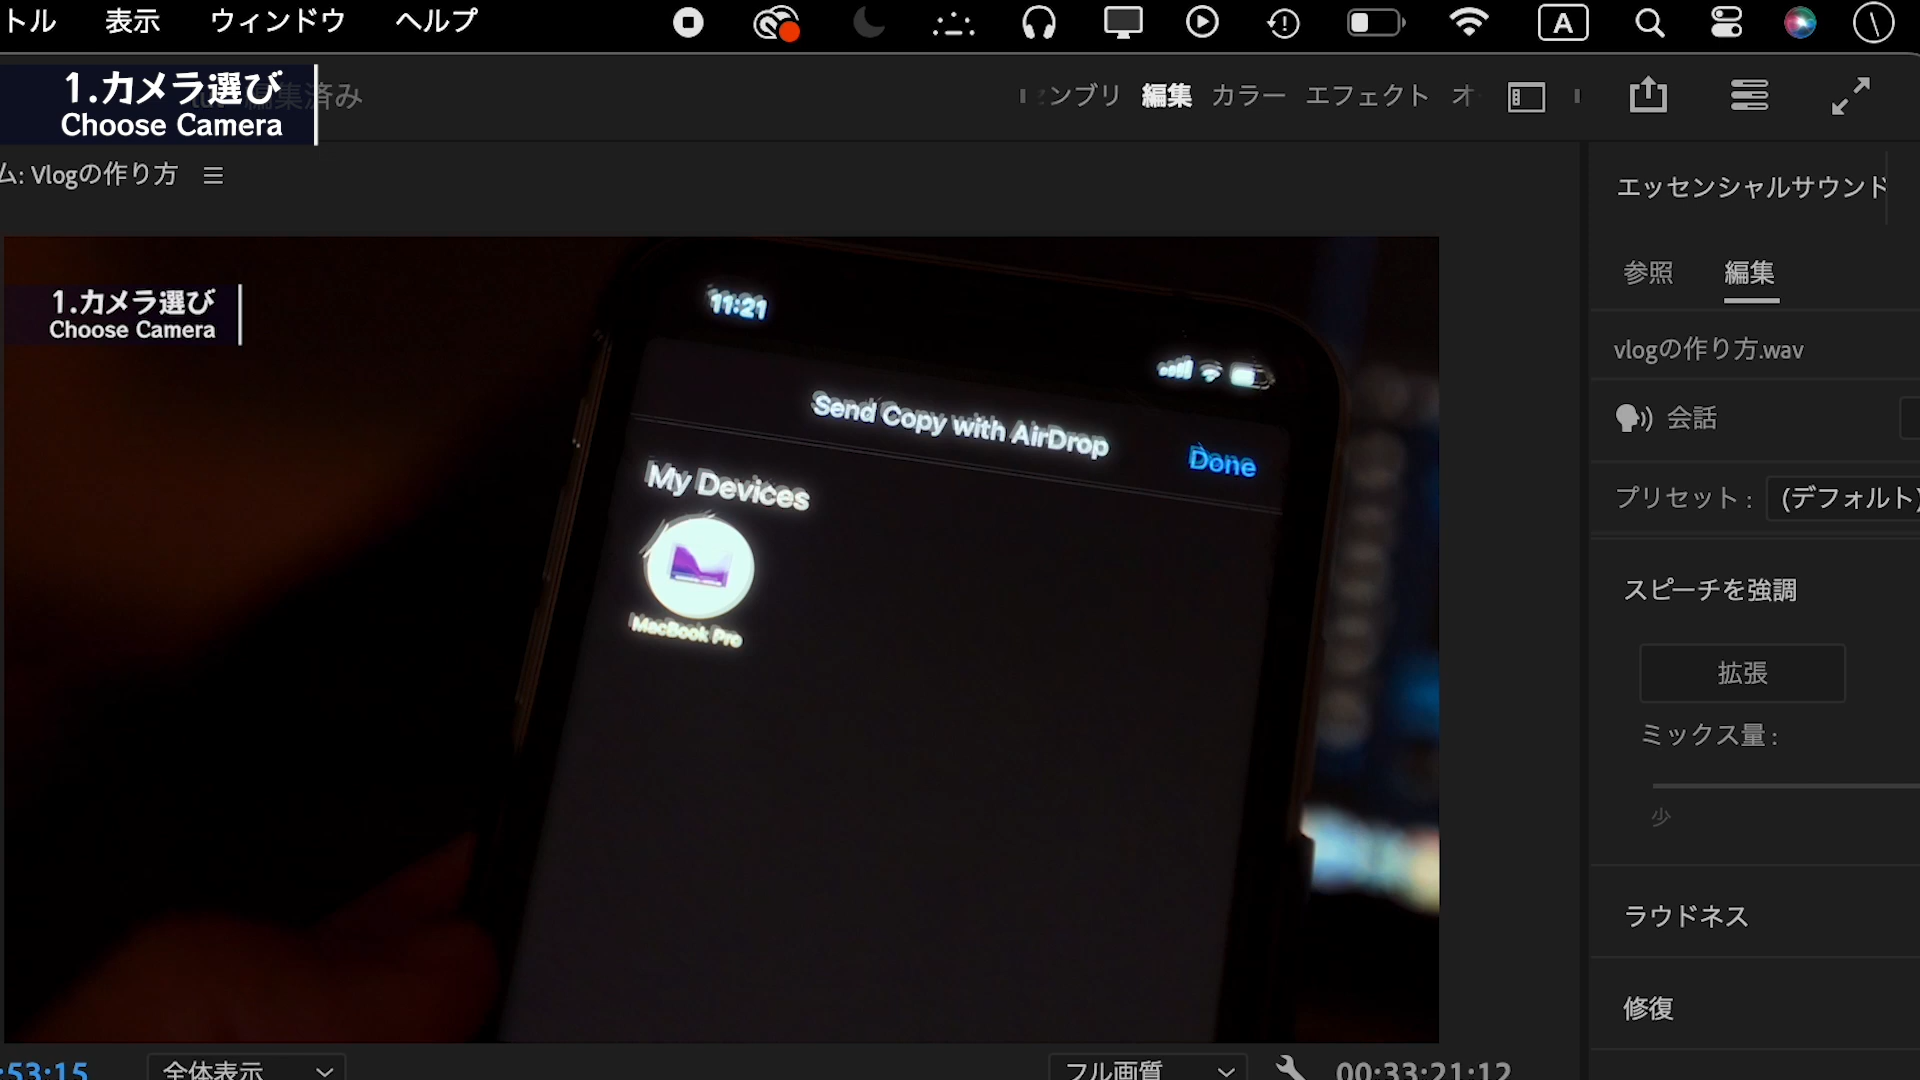 トル 表示 ウィンドウ ヘルプ A
1.カメラ選び
Choose Camera
編集済み
ンブリ 編集 カラー エフェクト オ
ム: Vlogの作り方
エッセンシャルサウンド
参照 編集
vlogの作り方.wav
会話
プリセット : (デフォルト)
スピーチを強調
拡張
ミックス量 :
少
ラウドネス
修復
1.カメラ選び
Choose Camera
11:21
Send Copy with AirDrop
Done
My Devices
MacBook Pro
:53:15 全体表示 フル画質 00:33:21:12